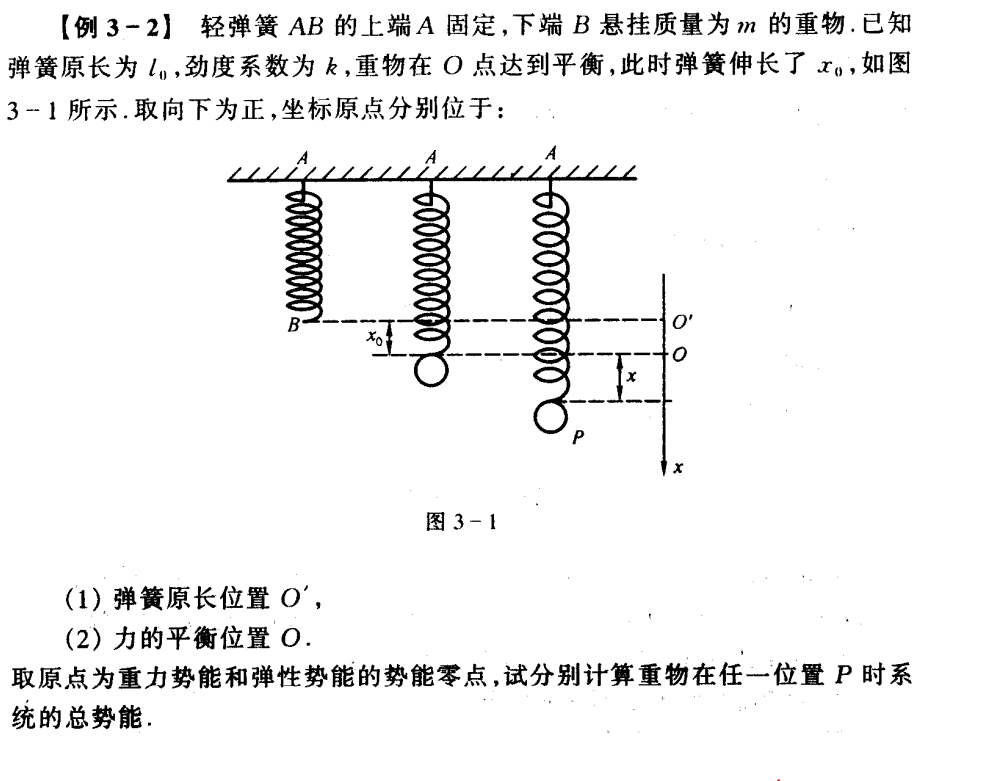 【例 3-2】 轻弹簧 AB 的上端 A 固定,下端 B 悬挂质量为 m 的重物.已知
弹簧原长为 l₀,劲度系数为 k,重物在 O 点达到平衡,此时弹簧伸长了 x₀,如图
3-1 所示.取向下为正,坐标原点分别位于:
A A A
B x₀ O′
O
x
P
x
图 3-1
(1) 弹簧原长位置 O′,
(2) 力的平衡位置 O.
取原点为重力势能和弹性势能的势能零点,试分别计算重物在任一位置 P 时系
统的总势能.